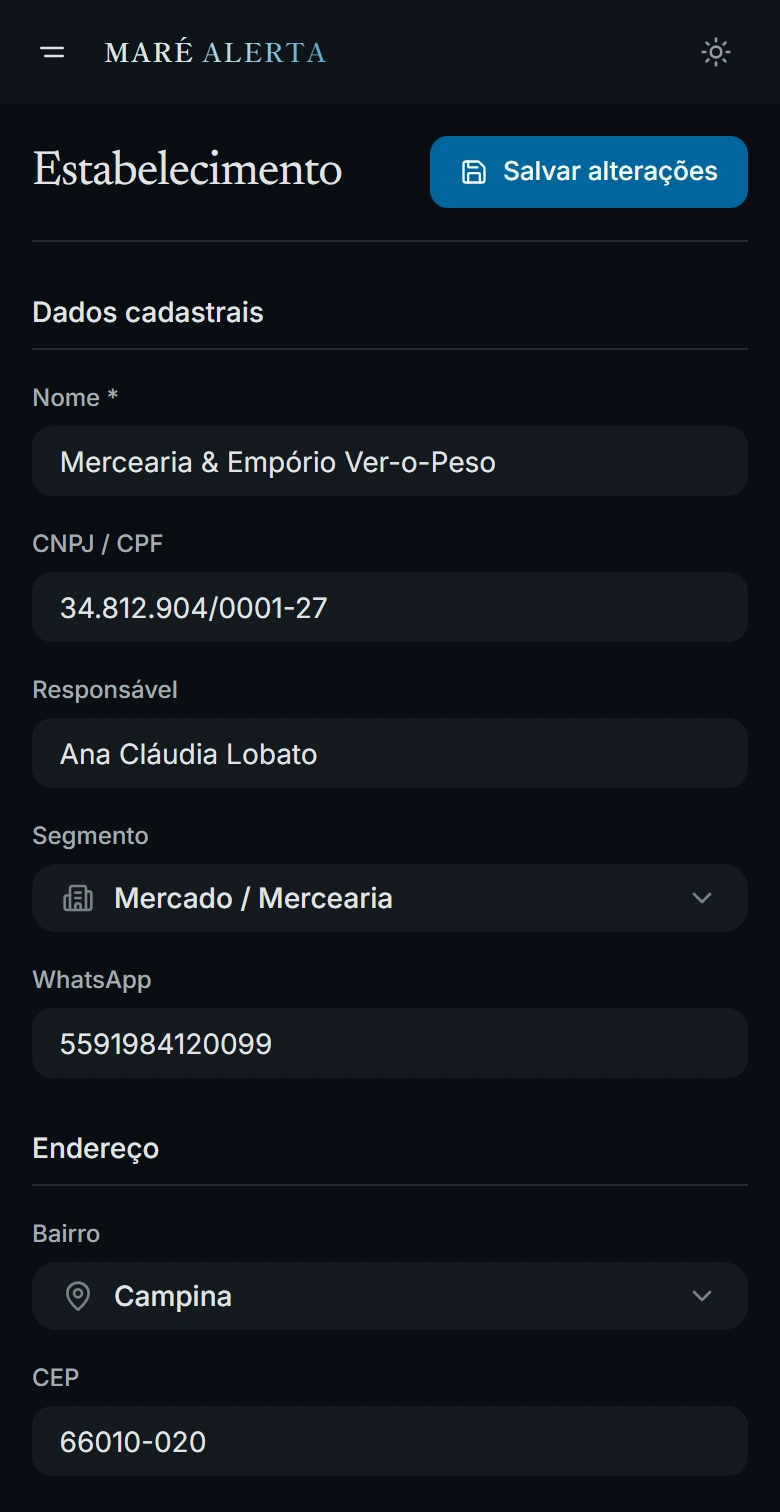 MARÉ ALERTA
Estabelecimento
Salvar alterações
Dados cadastrais
Nome *
Mercearia & Empório Ver-o-Peso
CNPJ / CPF
34.812.904/0001-27
Responsável
Ana Cláudia Lobato
Segmento
Mercado / Mercearia
WhatsApp
5591984120099
Endereço
Bairro
Campina
CEP
66010-020